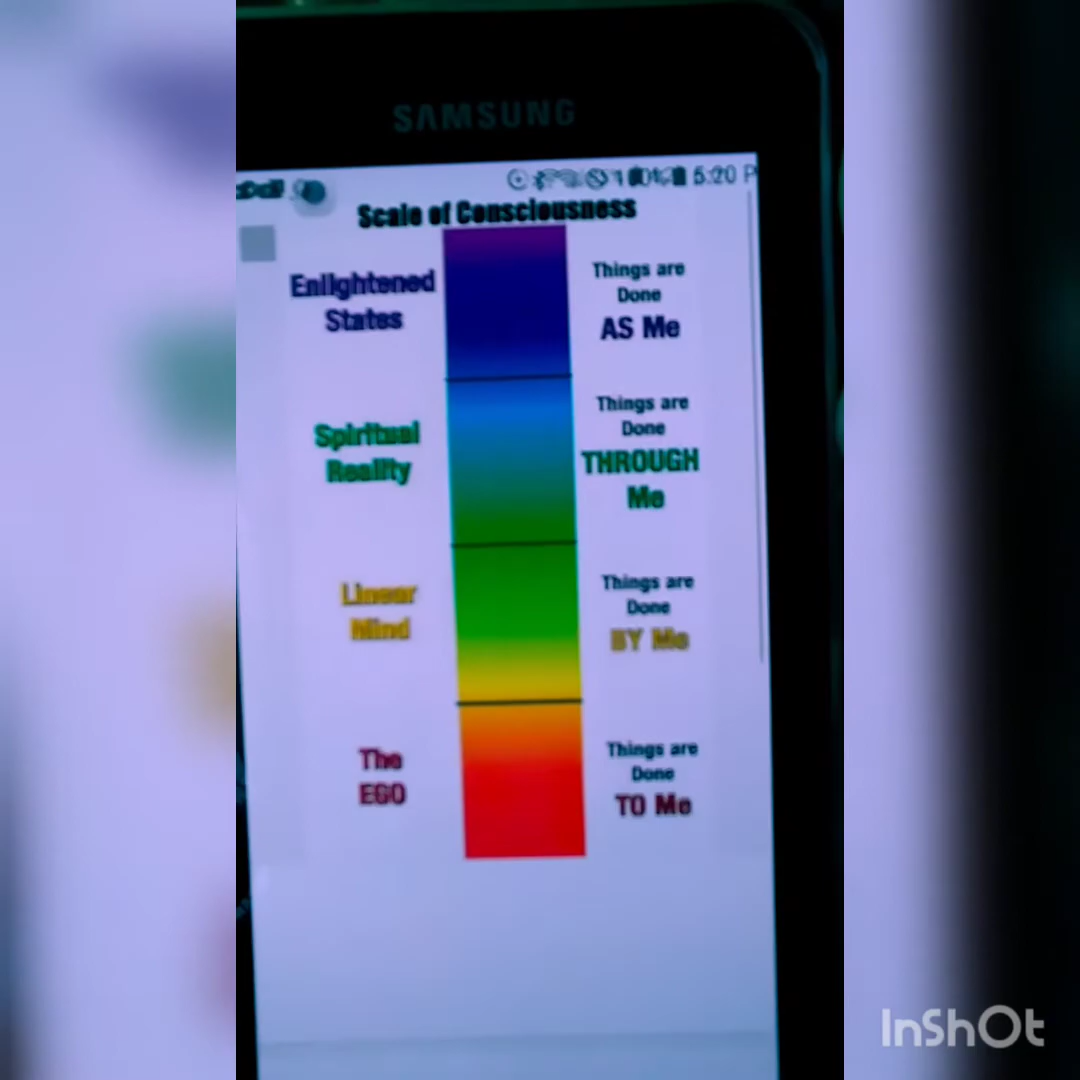 SAMSUNG
5:20 P
Scale of Consciousness
Enlightened
States
Things are
Done
AS Me
Spiritual
Reality
Things are
Done
THROUGH
Me
Linear
Mind
Things are
Done
BY Me
The
EGO
Things are
Done
TO Me
InShOt